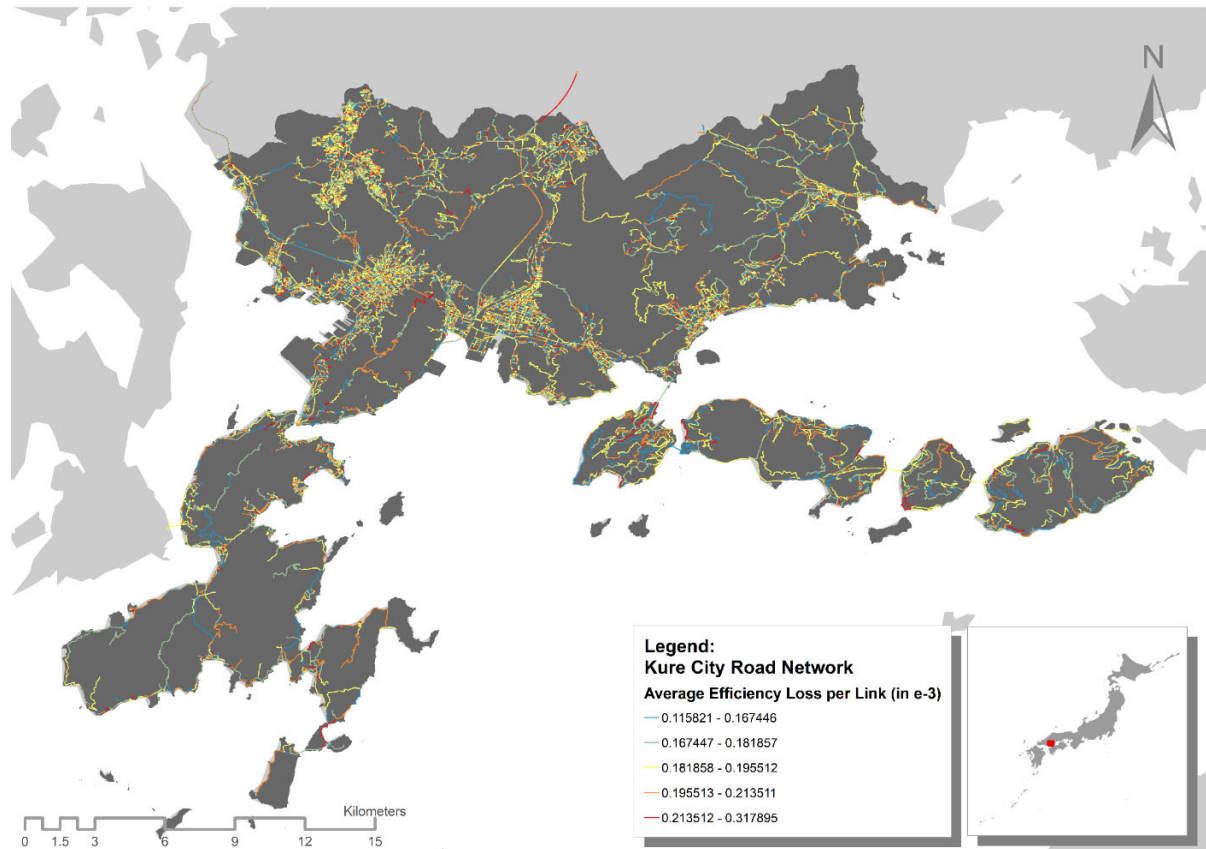 N
Legend:
Kure City Road Network
Average Efficiency Loss per Link (in e-3)
0.115821 - 0.167446
0.167447 - 0.181857
0.181858 - 0.195512
0.195513 - 0.213511
0.213512 - 0.317895
Kilometers
0 1.5 3 6 9 12 15